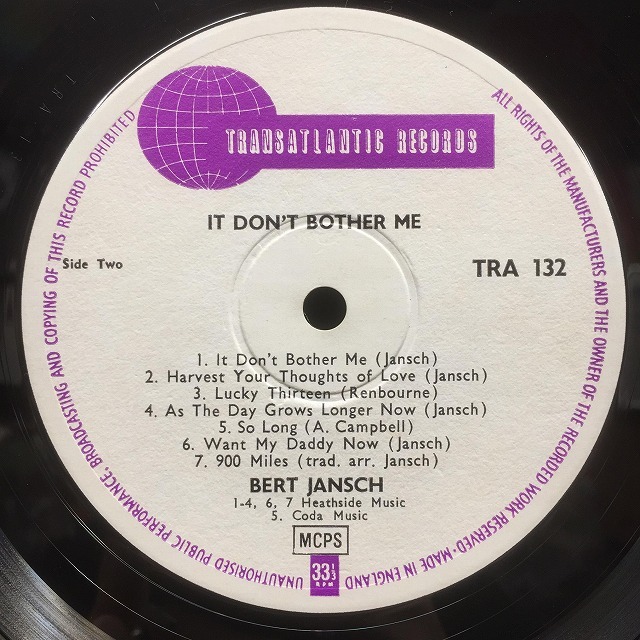 TRANSATLANTIC RECORDS
IT DON'T BOTHER ME
Side Two
TRA 132
1. It Don't Bother Me (Jansch)
2. Harvest Your Thoughts of Love (Jansch)
3. Lucky Thirteen (Renbourne)
4. As The Day Grows Longer Now (Jansch)
5. So Long (A. Campbell)
6. Want My Daddy Now (Jansch)
7. 900 Miles (trad. arr. Jansch)
BERT JANSCH
1-4, 6, 7 Heathside Music
5. Coda Music
MCPS
33⅓
RPM
ALL RIGHTS OF THE MANUFACTURERS AND THE OWNER OF THE RECORDED WORK RESERVED·MADE IN ENGLAND
UNAUTHORISED PUBLIC PERFORMANCE, BROADCASTING AND COPYING OF THIS RECORD PROHIBITED